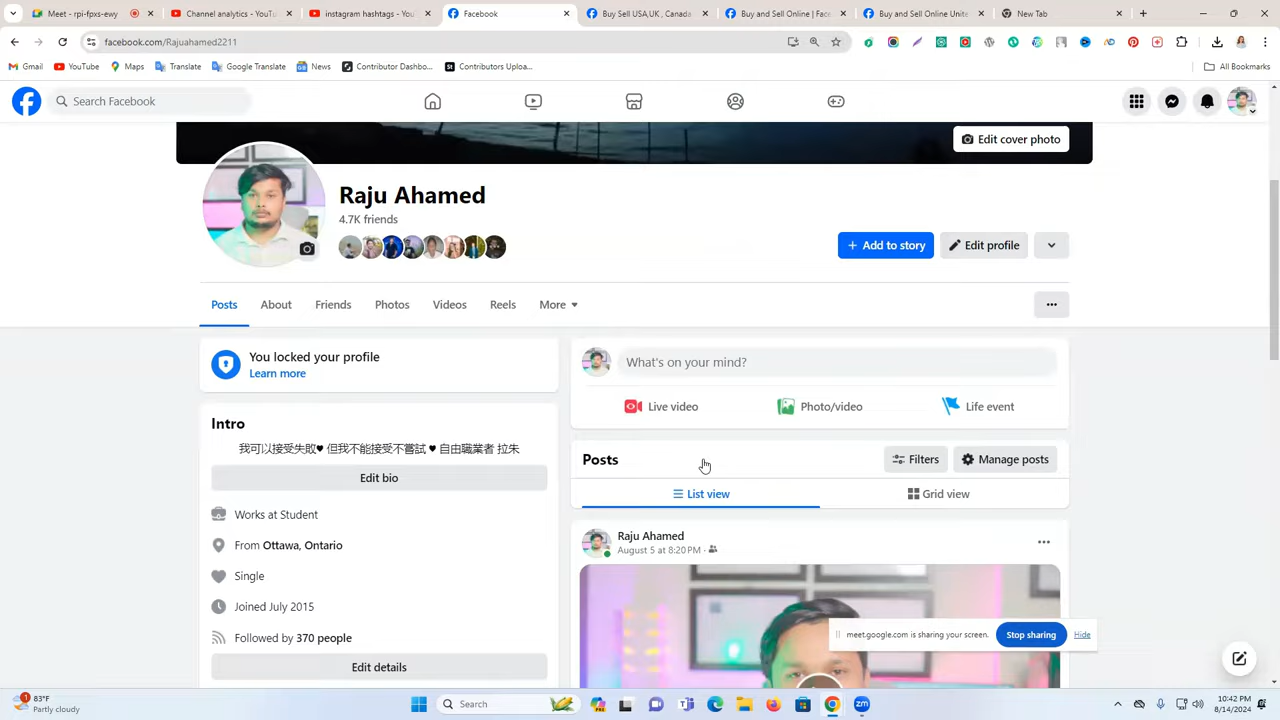 Meet - rpi-fpxs-ewy
Channel analytics - YouTu
instagram hashtags - You
Facebook
Buy Sell USA,UK , Canada
Buy and Sell Online | Face
Buy and Sell Online Unite
New Tab
facebook.com/Rajuahamed2211
Gmail
YouTube
Maps
Translate
Google Translate
News
Contributor Dashbo...
Contributors Uploa...
All Bookmarks
Search Facebook
Edit cover photo
Raju Ahamed
4.7K friends
+ Add to story
Edit profile
Posts
About
Friends
Photos
Videos
Reels
More
You locked your profile
Learn more
What's on your mind?
Live video
Photo/video
Life event
Intro
我可以接受失敗♥ 但我不能接受不嘗試 ♥ 自由職業者 拉朱
Edit bio
Works at Student
From Ottawa, Ontario
Single
Joined July 2015
Followed by 370 people
Edit details
Posts
Filters
Manage posts
List view
Grid view
Raju Ahamed
August 5 at 8:20 PM ·
meet.google.com is sharing your screen.
Stop sharing
Hide
1
83°F
Partly cloudy
Search
zm
10:42 PM
8/14/2024